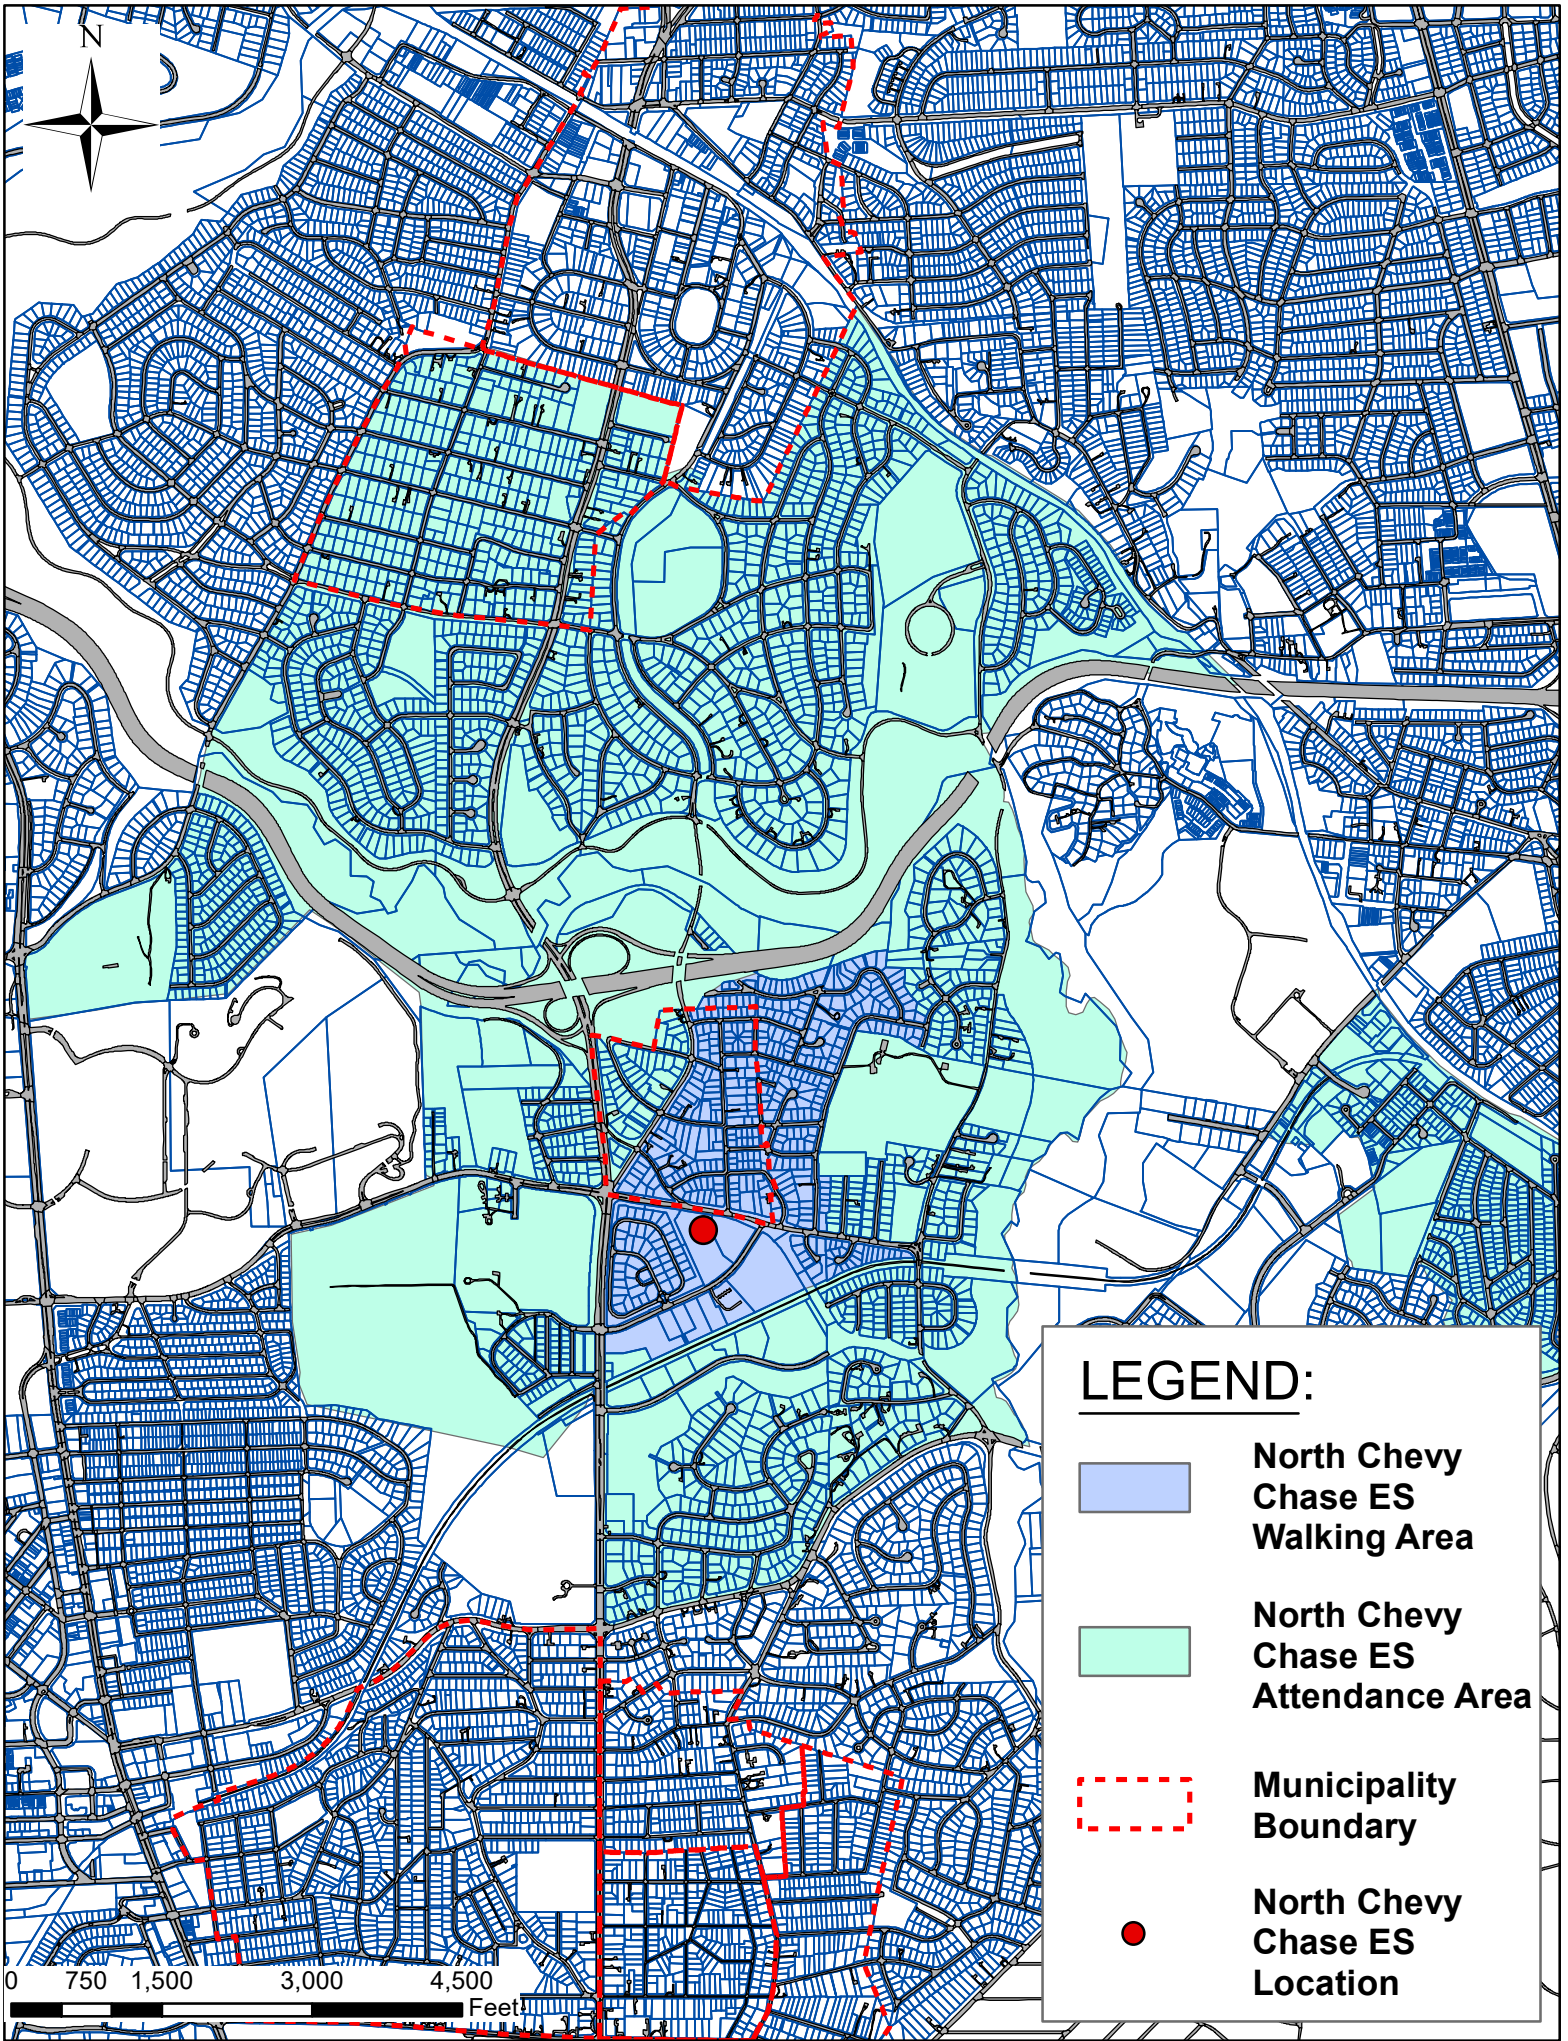 N
LEGEND:
North Chevy
Chase ES
Walking Area
North Chevy
Chase ES
Attendance Area
Municipality
Boundary
North Chevy
Chase ES
Location
0 750 1,500 3,000 4,500
Feet